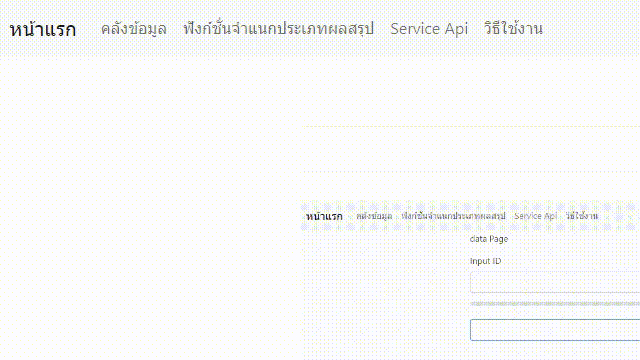 หน้าแรก คลังข้อมูล ฟังก์ชั่นจำแนกประเภทผลสรุป Service Api วิธีใช้งาน
หน้าแรก คลังข้อมูล ฟังก์ชั่นจำแนกประเภทผลสรุป Service Api วิธีใช้งาน
data Page
Input ID